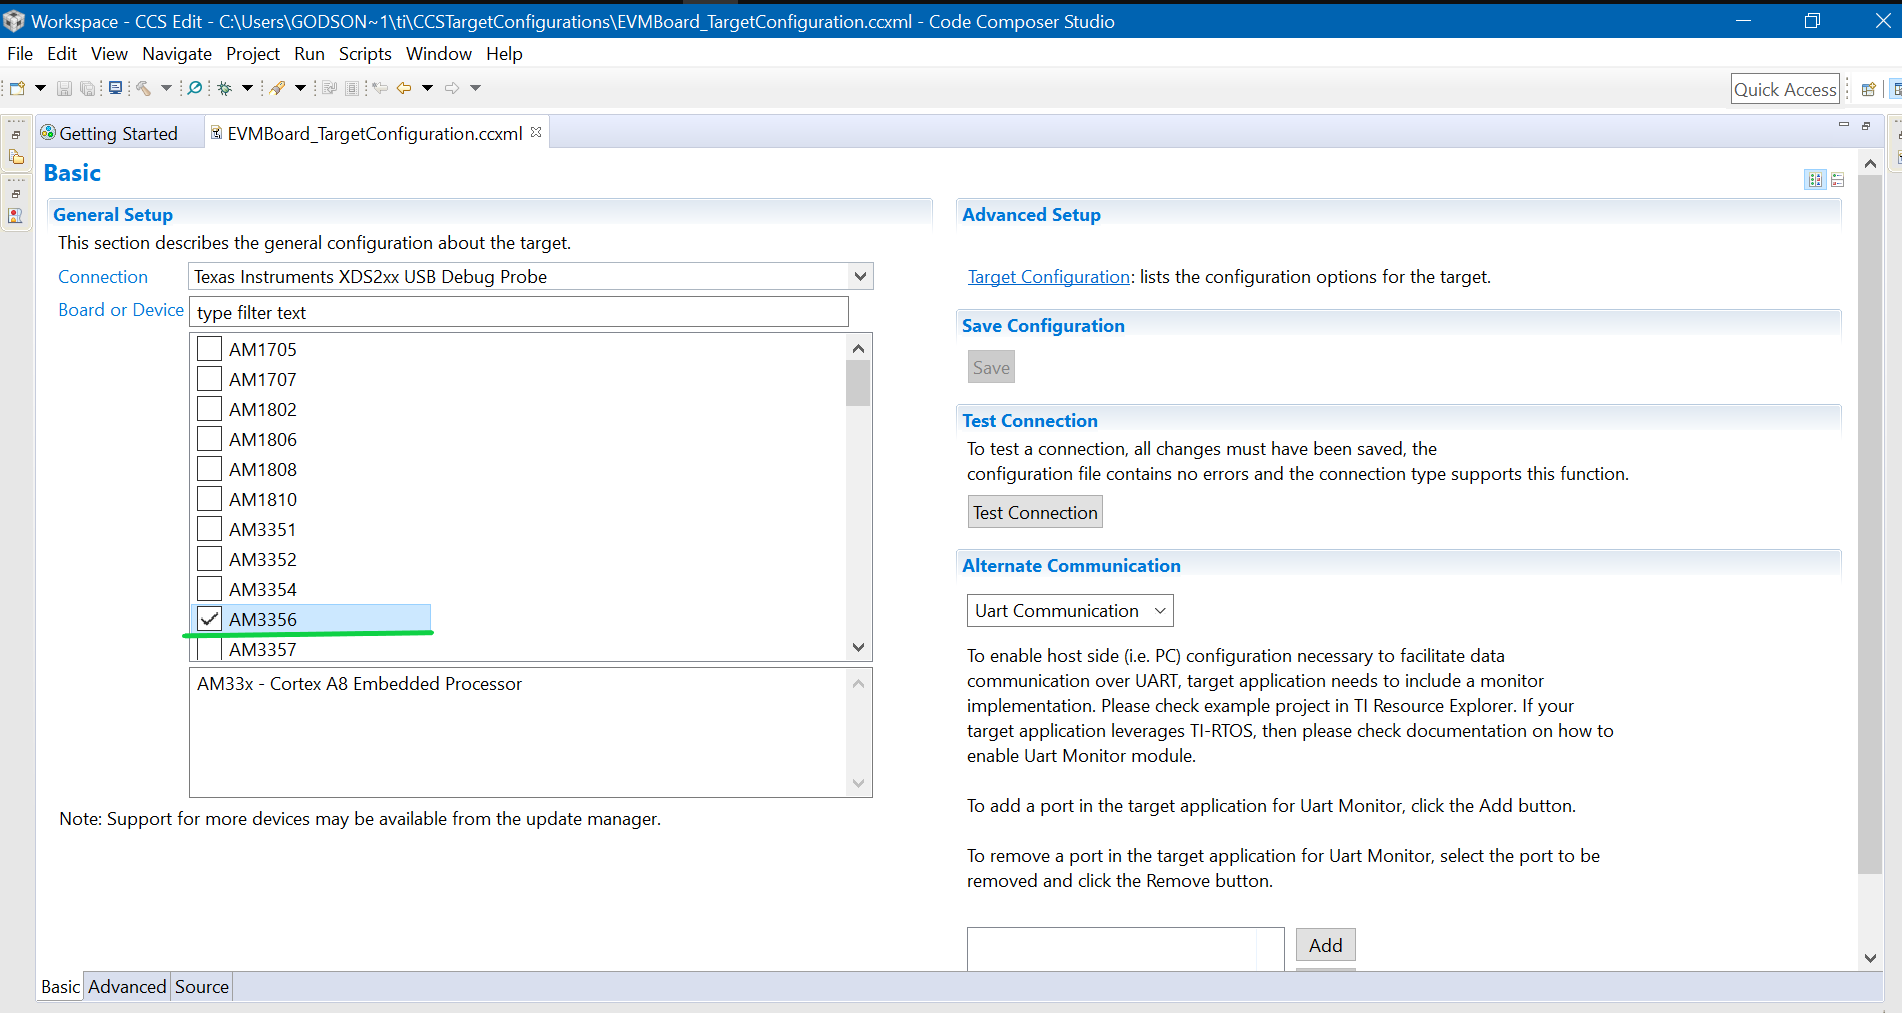 Workspace - CCS Edit - C:\Users\GODSON~1\ti\CCSTargetConfigurations\EVMBoard_TargetConfiguration.ccxml - Code Composer Studio
File Edit View Navigate Project Run Scripts Window Help
Quick Access
Getting Started
EVMBoard_TargetConfiguration.ccxml
Basic
General Setup
This section describes the general configuration about the target.
Connection
Texas Instruments XDS2xx USB Debug Probe
Board or Device
type filter text
AM1705
AM1707
AM1802
AM1806
AM1808
AM1810
AM3351
AM3352
AM3354
AM3356
AM3357
AM33x - Cortex A8 Embedded Processor
Note: Support for more devices may be available from the update manager.
Advanced Setup
Target Configuration: lists the configuration options for the target.
Save Configuration
Save
Test Connection
To test a connection, all changes must have been saved, the
configuration file contains no errors and the connection type supports this function.
Test Connection
Alternate Communication
Uart Communication
To enable host side (i.e. PC) configuration necessary to facilitate data
communication over UART, target application needs to include a monitor
implementation. Please check example project in TI Resource Explorer. If your
target application leverages TI-RTOS, then please check documentation on how to
enable Uart Monitor module.
To add a port in the target application for Uart Monitor, click the Add button.
To remove a port in the target application for Uart Monitor, select the port to be
removed and click the Remove button.
Add
Basic Advanced Source